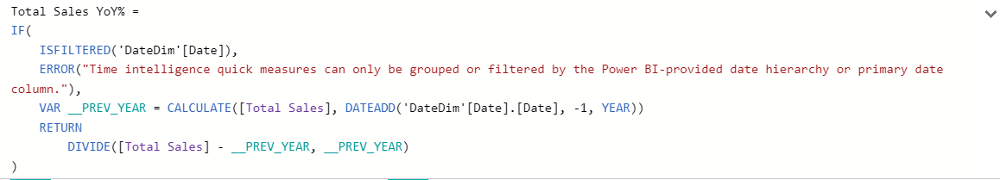 Total Sales YoY% =
IF(
    ISFILTERED('DateDim'[Date]),
    ERROR("Time intelligence quick measures can only be grouped or filtered by the Power BI-provided date hierarchy or primary date
column."),
    VAR __PREV_YEAR = CALCULATE([Total Sales], DATEADD('DateDim'[Date].[Date], -1, YEAR))
    RETURN
        DIVIDE([Total Sales] - __PREV_YEAR, __PREV_YEAR)
)